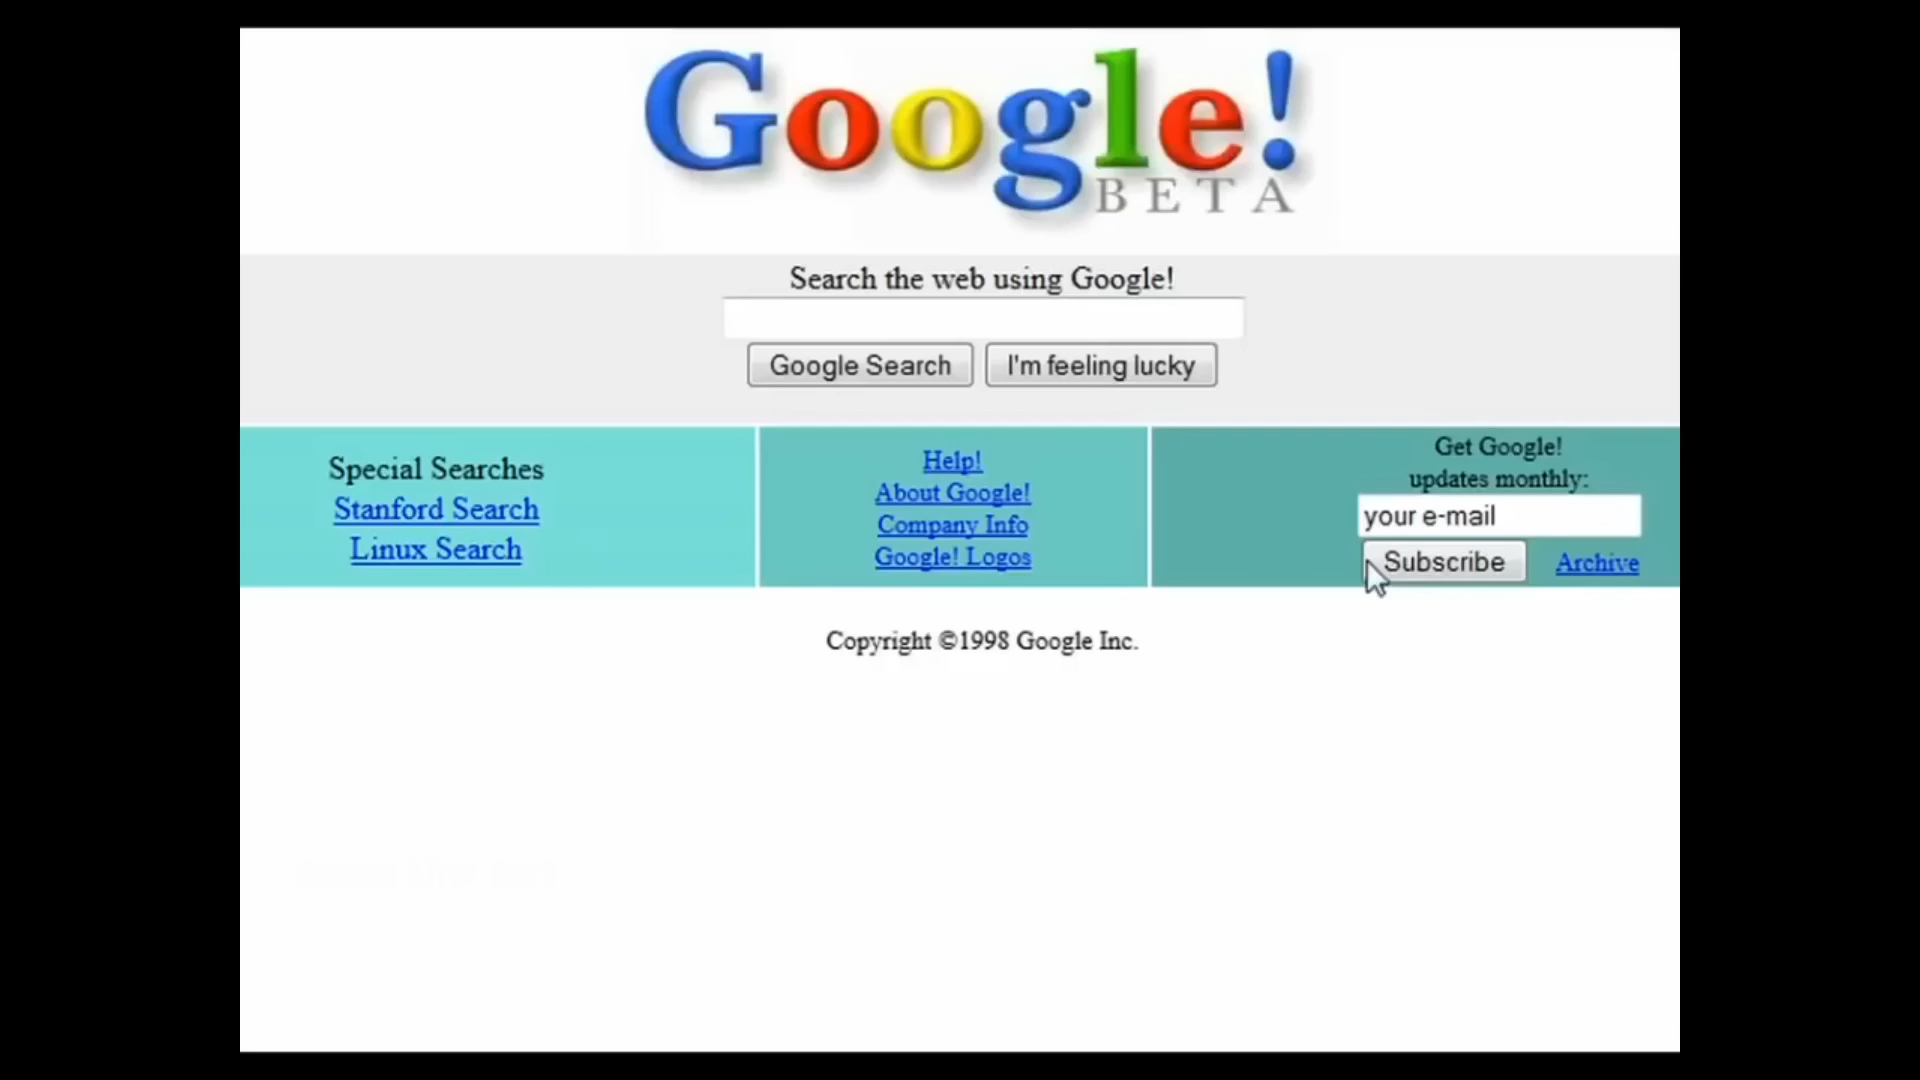 Google!
BETA
Search the web using Google!
Google Search
I'm feeling lucky
Special Searches
Stanford Search
Linux Search
Help!
About Google!
Company Info
Google! Logos
Get Google!
updates monthly:
your e-mail
Subscribe
Archive
Copyright ©1998 Google Inc.